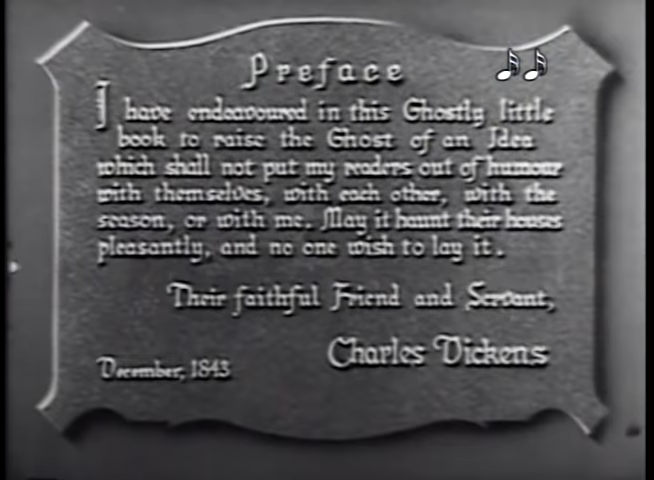 Preface
I have endeavoured in this Ghostly little
book to raise the Ghost of an Idea
which shall not put my readers out of humour
with themselves, with each other, with the
season, or with me. May it haunt their houses
pleasantly, and no one wish to lay it.
Their faithful Friend and Servant,
Charles Dickens
December, 1843